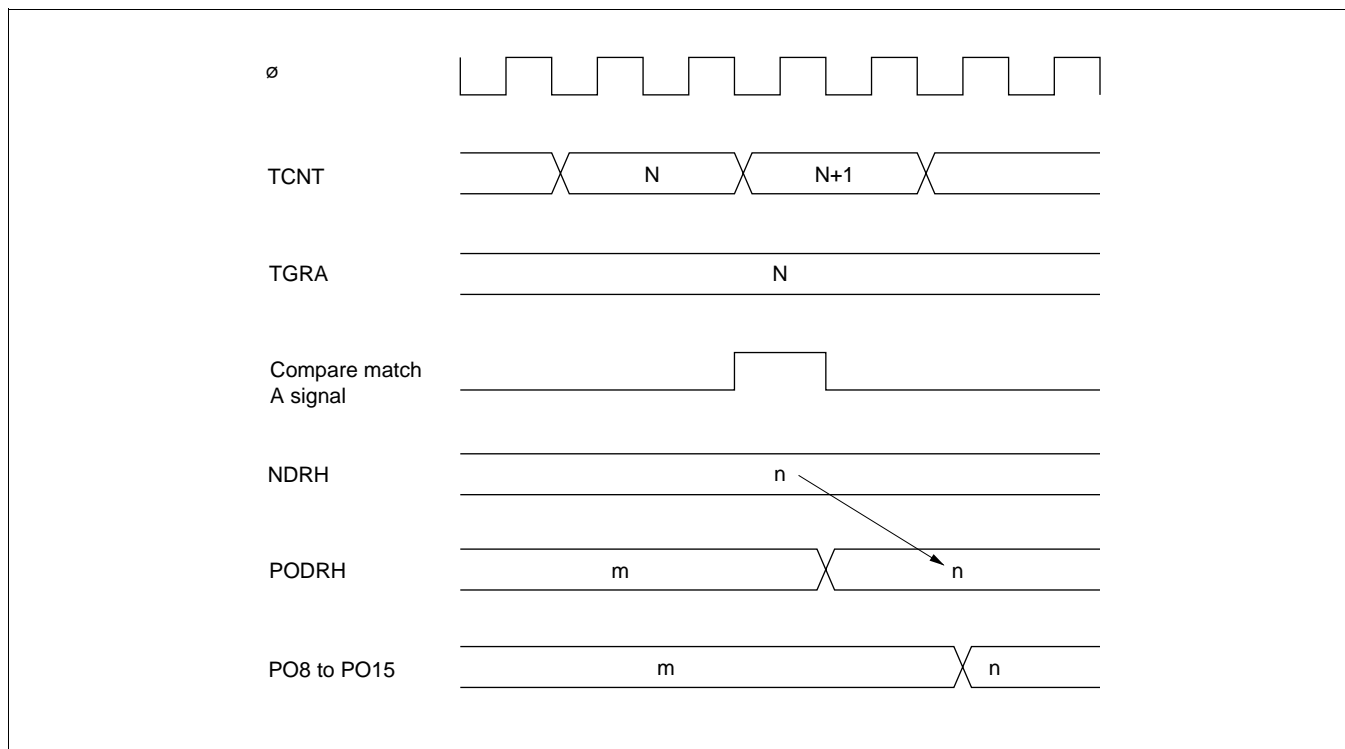 ø
TCNT
N
N+1
TGRA
N
Compare match
A signal
NDRH
n
PODRH
m
n
PO8 to PO15
m
n